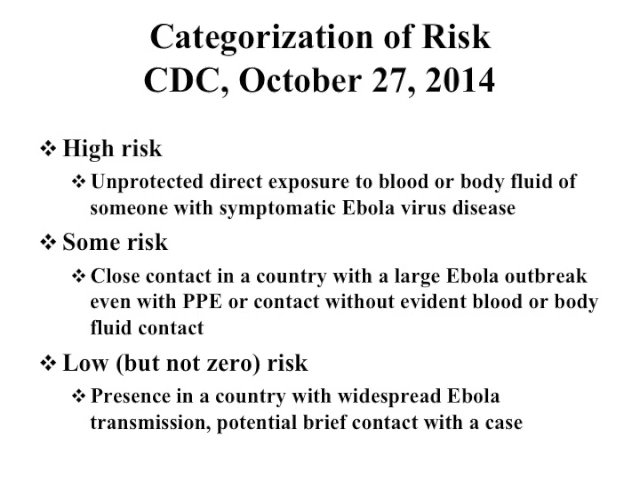 Categorization of Risk
CDC, October 27, 2014
❖ High risk
❖ Unprotected direct exposure to blood or body fluid of
someone with symptomatic Ebola virus disease
❖ Some risk
❖ Close contact in a country with a large Ebola outbreak
even with PPE or contact without evident blood or body
fluid contact
❖ Low (but not zero) risk
❖ Presence in a country with widespread Ebola
transmission, potential brief contact with a case